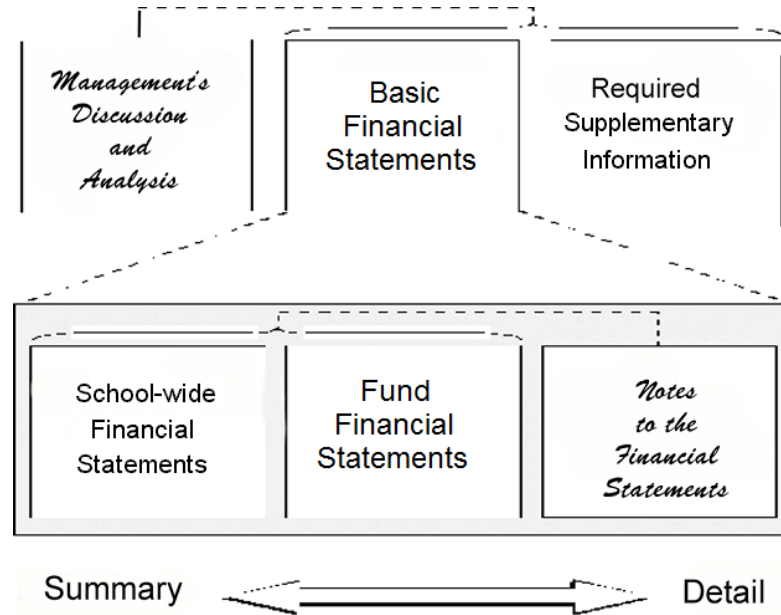 Management's
Discussion
and
Analysis
Basic
Financial
Statements
Required
Supplementary
Information
School-wide
Financial
Statements
Fund
Financial
Statements
Notes
to the
Financial
Statements
Summary
Detail